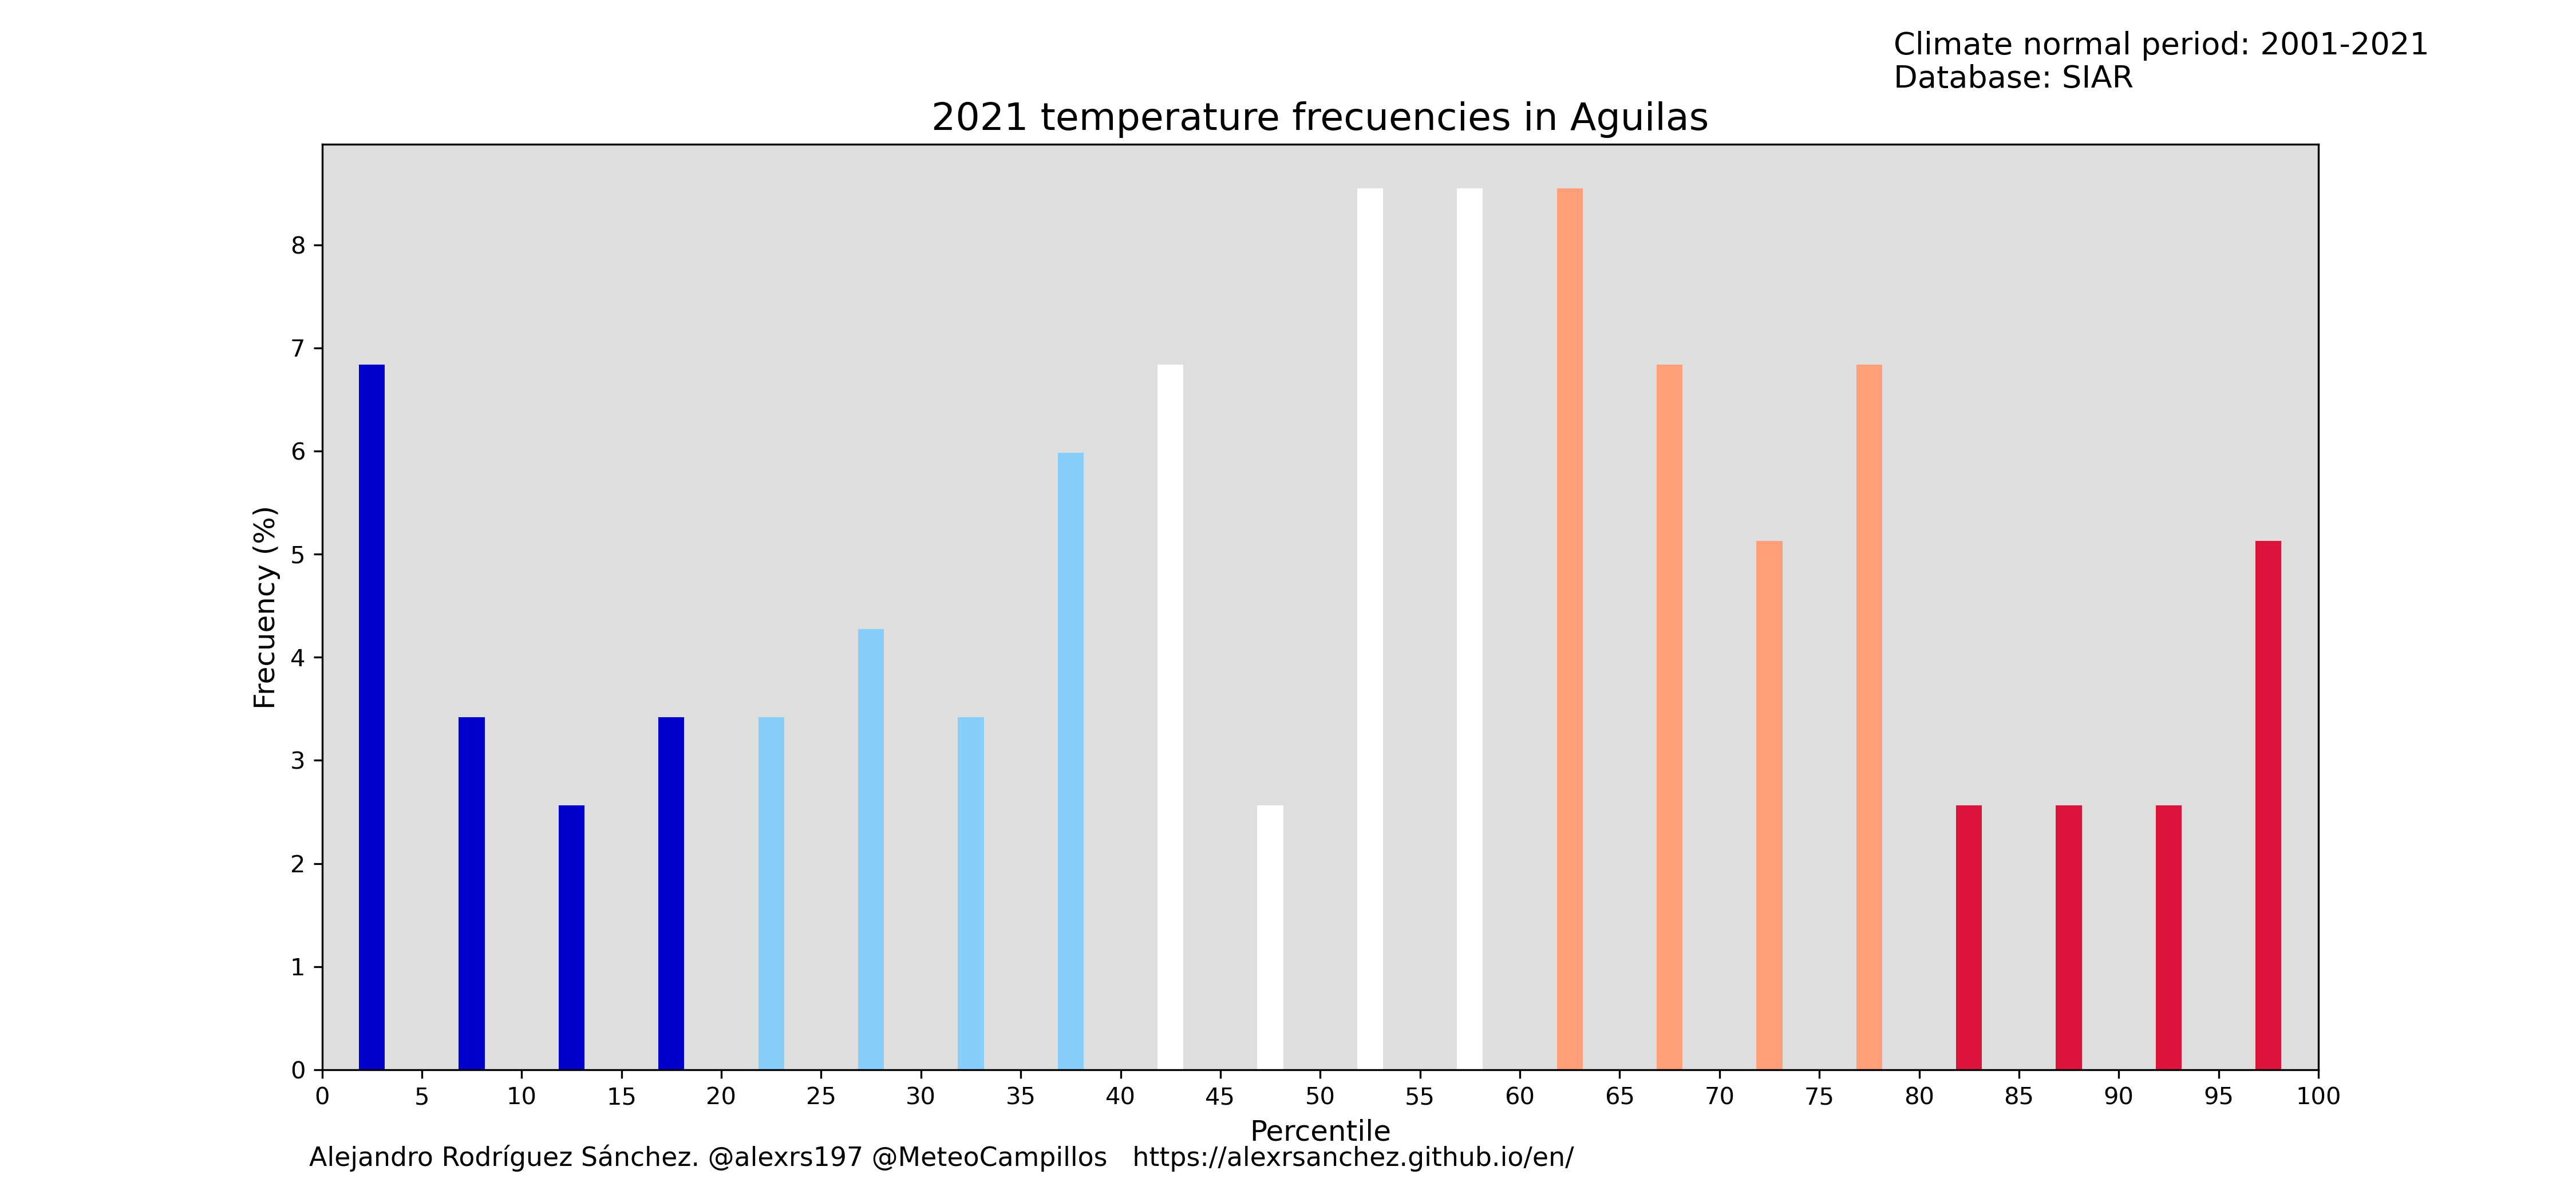 Climate normal period: 2001-2021
Database: SIAR
2021 temperature frecuencies in Aguilas
Frecuency (%)
8
7
6
5
4
3
2
1
0
0 5 10 15 20 25 30 35 40 45 50 55 60 65 70 75 80 85 90 95 100
Percentile
Alejandro Rodríguez Sánchez. @alexrs197 @MeteoCampillos https://alexrsanchez.github.io/en/